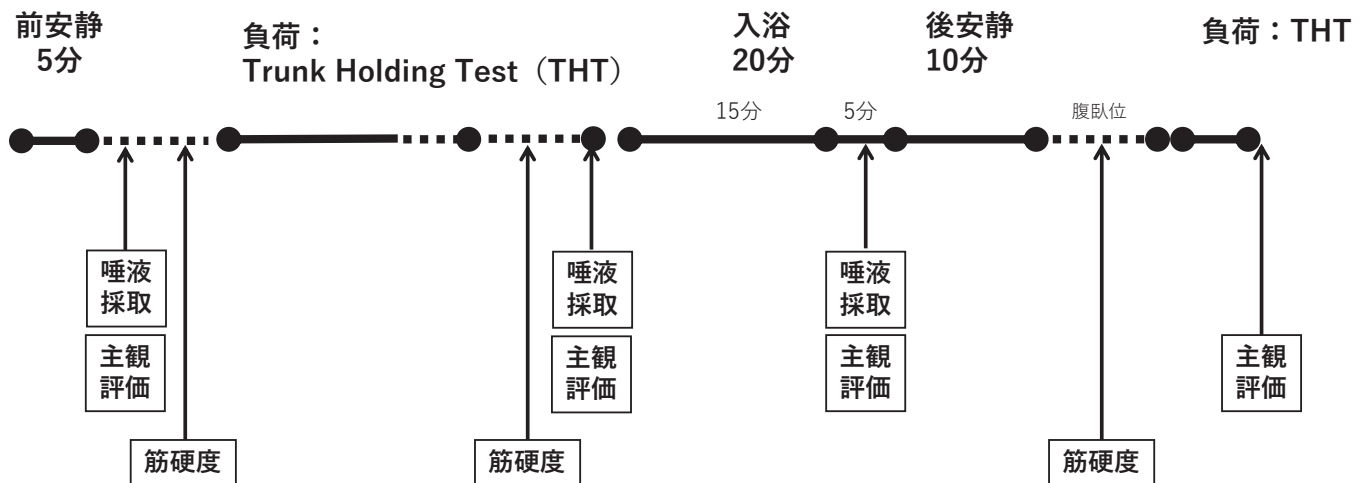 前安静
5分
負荷：
Trunk Holding Test（THT）
入浴
20分
後安静
10分
負荷：THT
15分
5分
腹臥位
唾液
採取
主観
評価
筋硬度
筋硬度
唾液
採取
主観
評価
唾液
採取
主観
評価
筋硬度
主観
評価